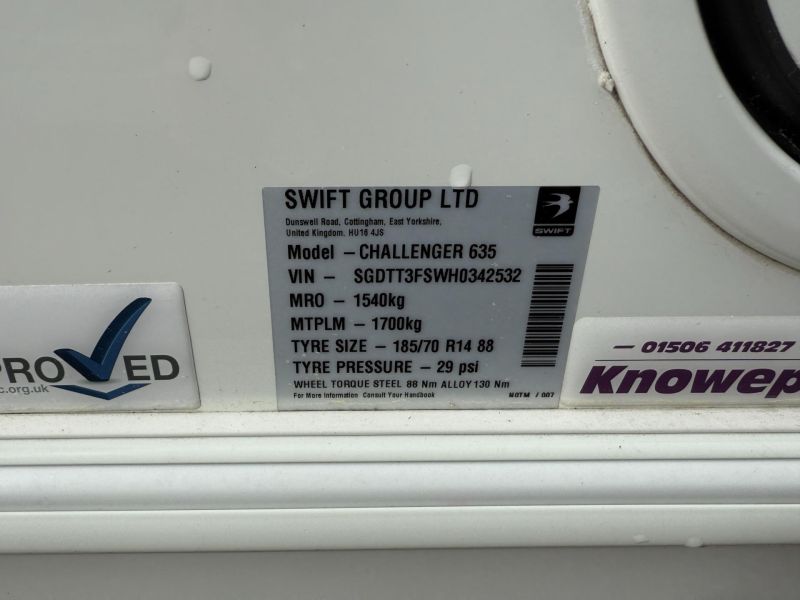 SWIFT GROUP LTD
Dunswell Road, Cottingham, East Yorkshire,
United Kingdom. HU16 4JS
SWIFT
Model – CHALLENGER 635
VIN – SGDTT3FSWH0342532
MRO – 1540kg
MTPLM – 1700kg
TYRE SIZE – 185/70 R14 88
TYRE PRESSURE – 29 psi
WHEEL TORQUE STEEL 88 Nm ALLOY 130 Nm
For More Information Consult Your Handbook
PROVED
c.org.uk
– 01506 411827
Knowep